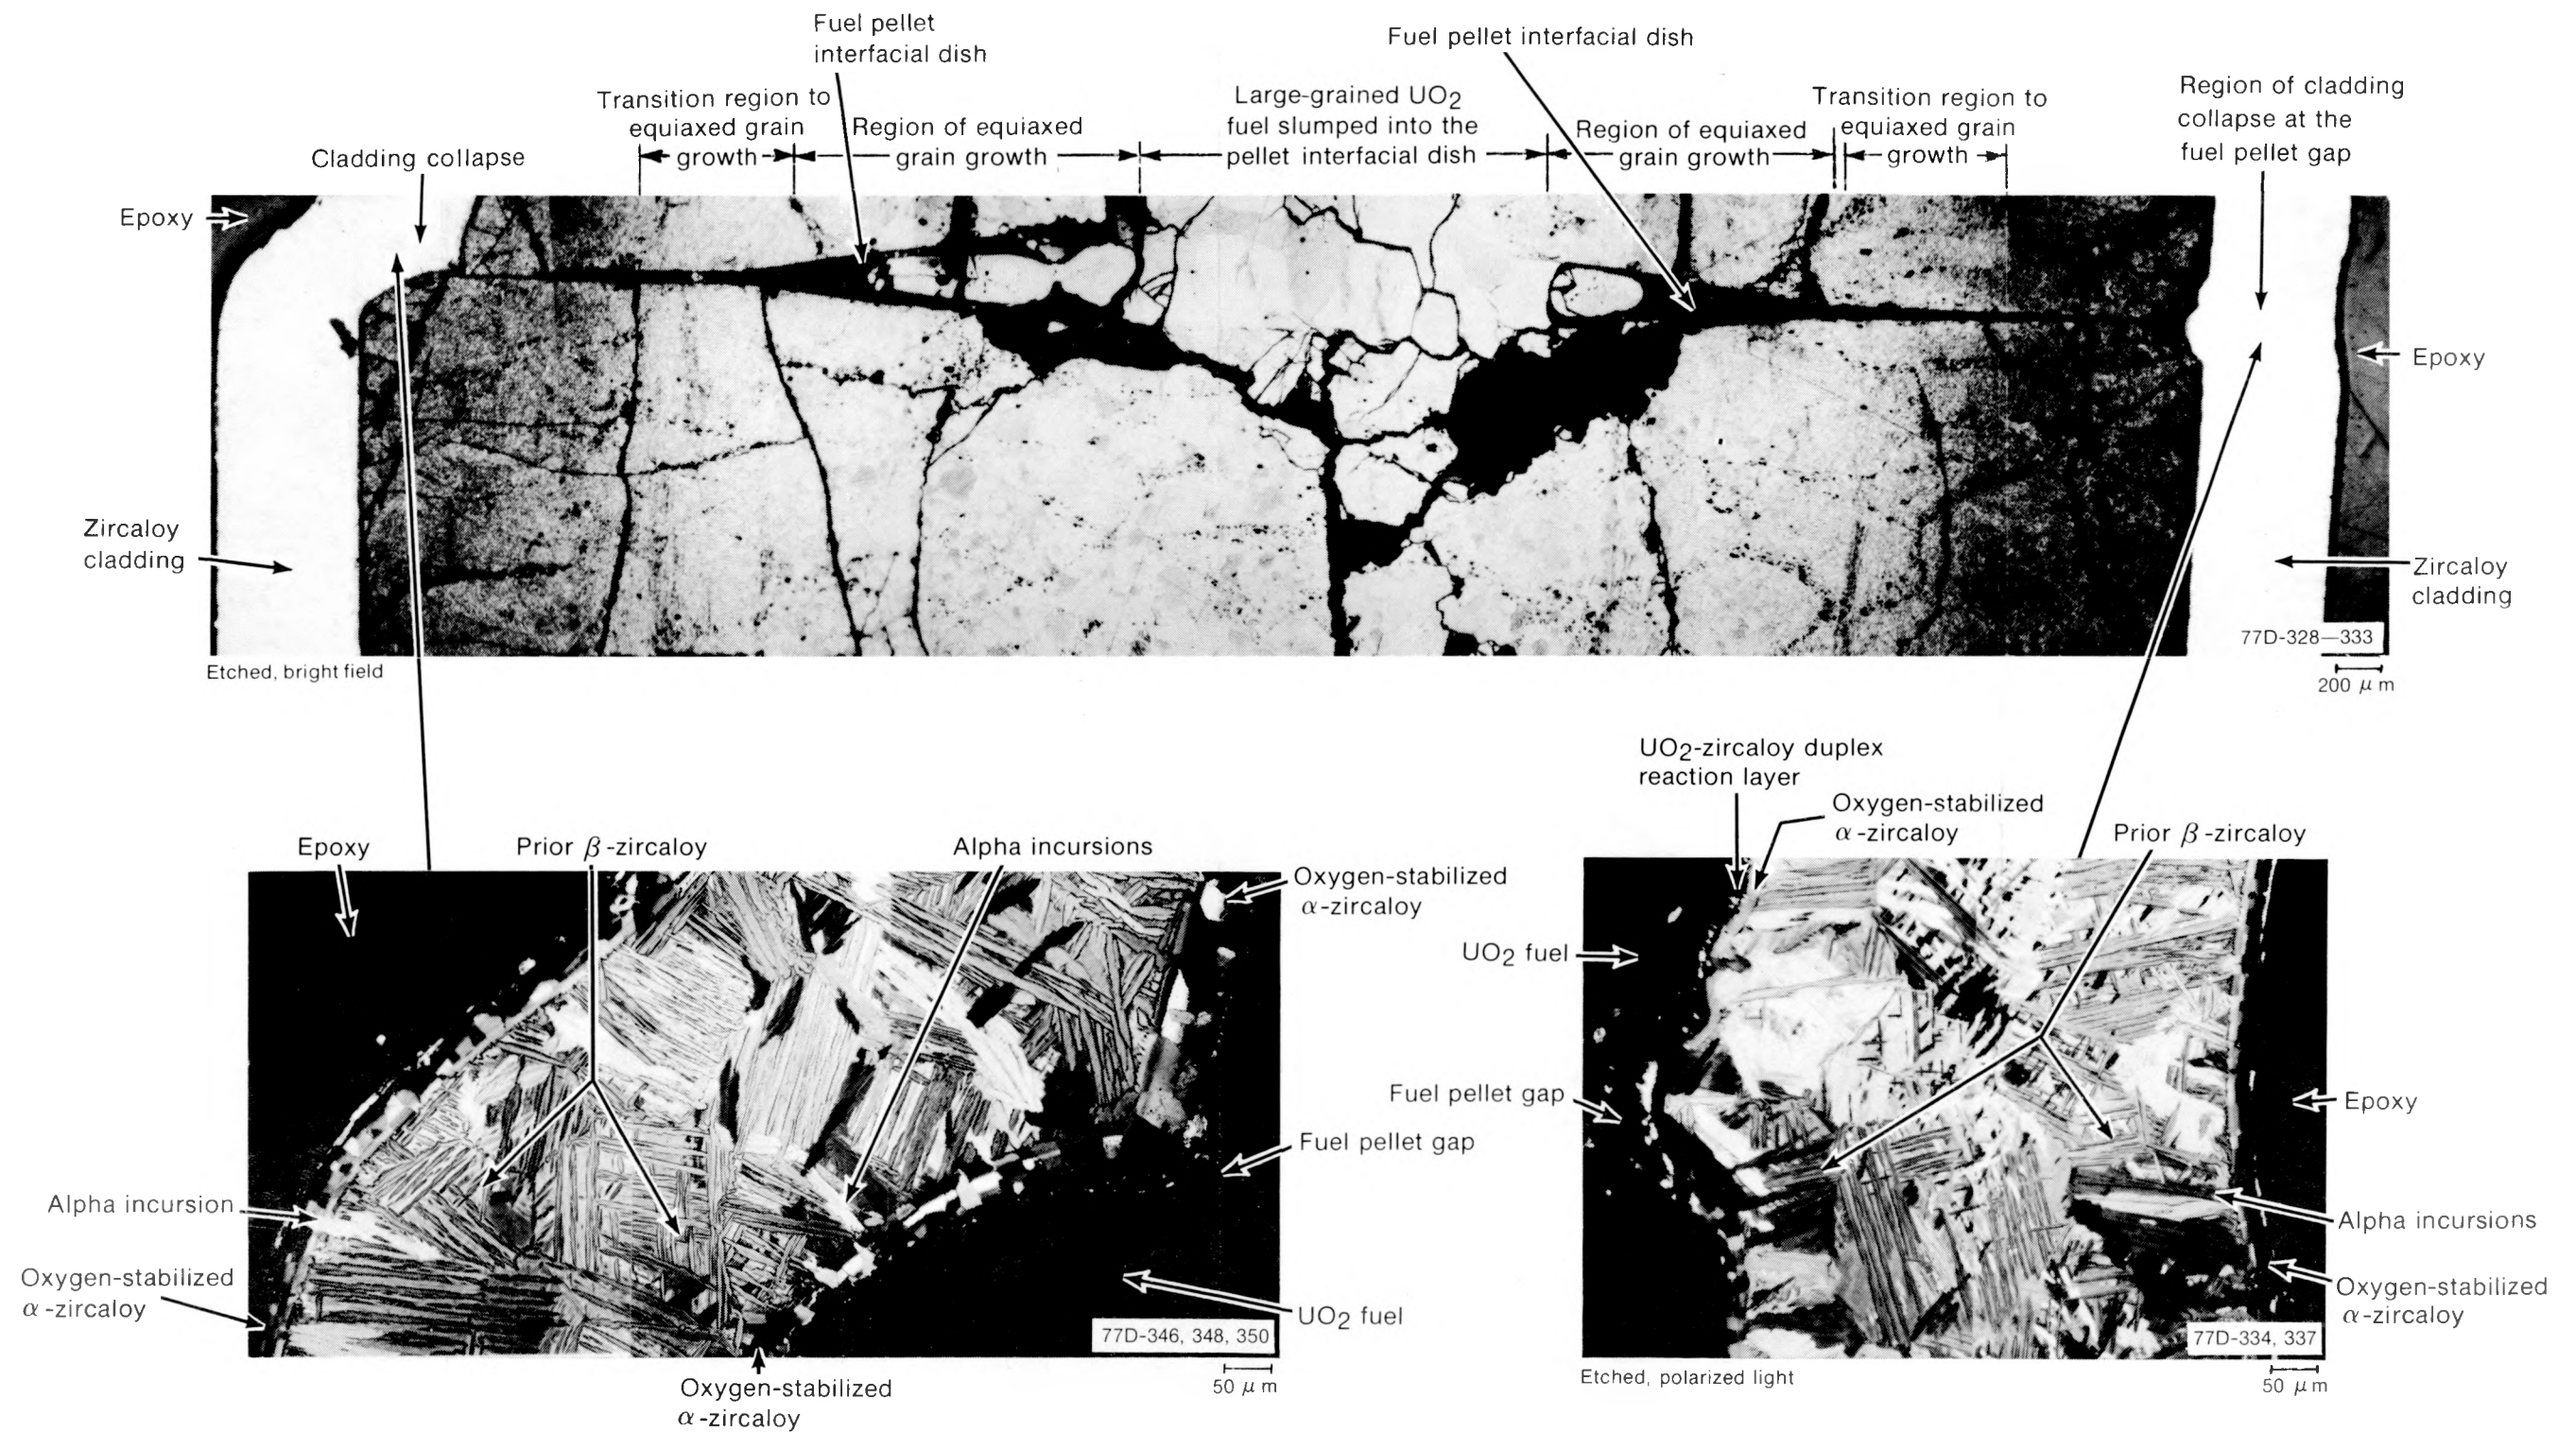 Fuel pellet
interfacial dish
Fuel pellet interfacial dish
Transition region to
equiaxed grain
growth
Region of equiaxed
grain growth
Large-grained UO2
fuel slumped into the
pellet interfacial dish
Region of equiaxed
grain growth
Transition region to
equiaxed grain
growth
Region of cladding
collapse at the
fuel pellet gap
Cladding collapse
Epoxy
Epoxy
Zircaloy
cladding
Zircaloy
cladding
77D-328—333
Etched, bright field
200 μm
UO2-zircaloy duplex
reaction layer
Oxygen-stabilized
α-zircaloy
Prior β-zircaloy
Epoxy
Prior β-zircaloy
Alpha incursions
Oxygen-stabilized
α-zircaloy
UO2 fuel
Fuel pellet gap
Epoxy
Fuel pellet gap
Alpha incursion
Alpha incursions
Oxygen-stabilized
α-zircaloy
Oxygen-stabilized
α-zircaloy
UO2 fuel
77D-346, 348, 350
77D-334, 337
50 μm
Etched, polarized light
50 μm
Oxygen-stabilized
α-zircaloy